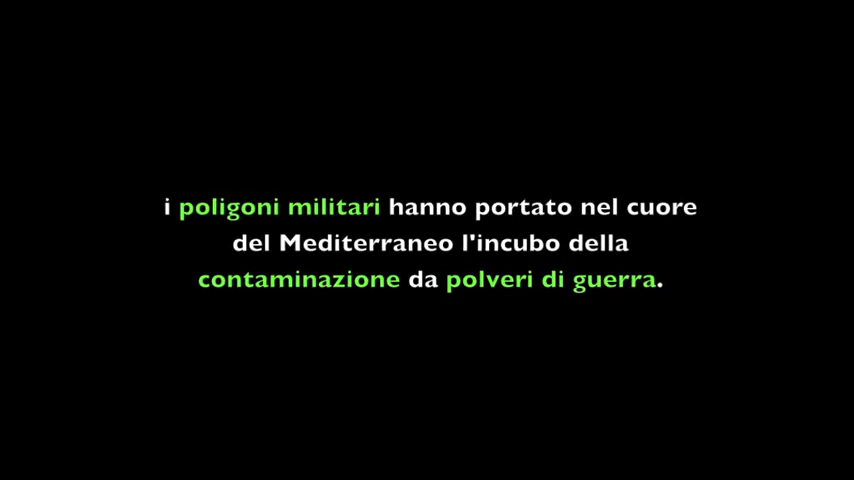 i poligoni militari hanno portato nel cuore
del Mediterraneo l'incubo della
contaminazione da polveri di guerra.